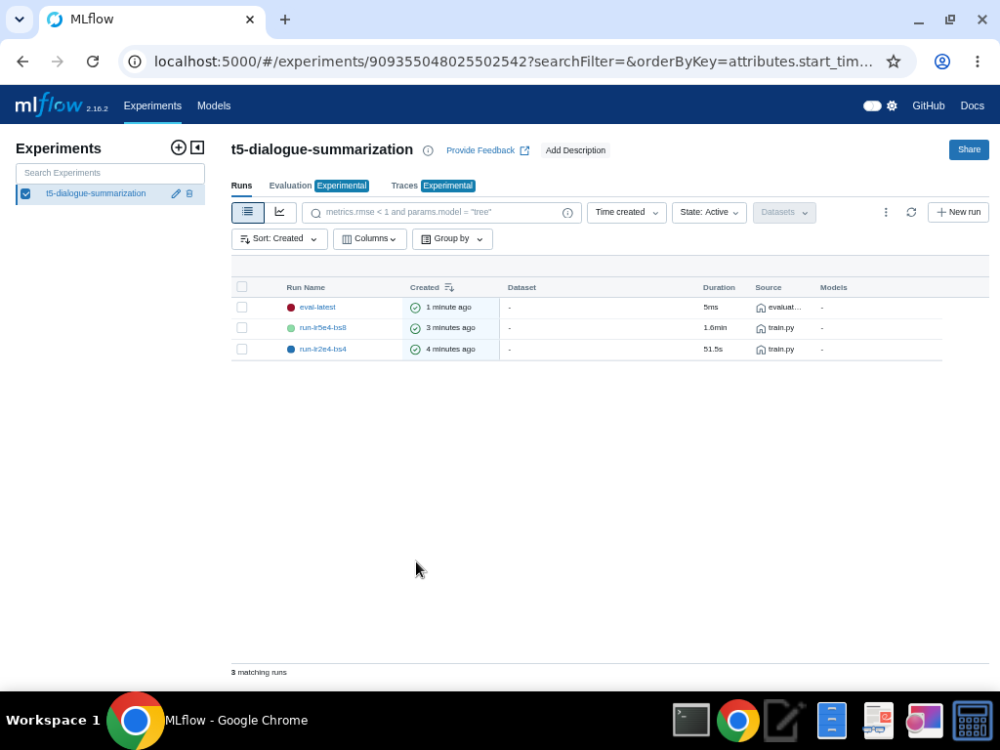 MLflow
localhost:5000/#/experiments/909355048025502542?searchFilter=&orderByKey=attributes.start_tim...
mlflow 2.16.2 Experiments Models GitHub Docs
Experiments
Search Experiments
t5-dialogue-summarization
t5-dialogue-summarization Provide Feedback Add Description Share
Runs Evaluation Experimental Traces Experimental
metrics.rmse < 1 and params.model = "tree" Time created State: Active Datasets New run
Sort: Created Columns Group by
Run Name Created Dataset Duration Source Models
eval-latest 1 minute ago - 5ms evaluat... -
run-lr5e4-bs8 3 minutes ago - 1.6min train.py -
run-lr2e4-bs4 4 minutes ago - 51.5s train.py -
3 matching runs
Workspace 1 MLflow - Google Chrome